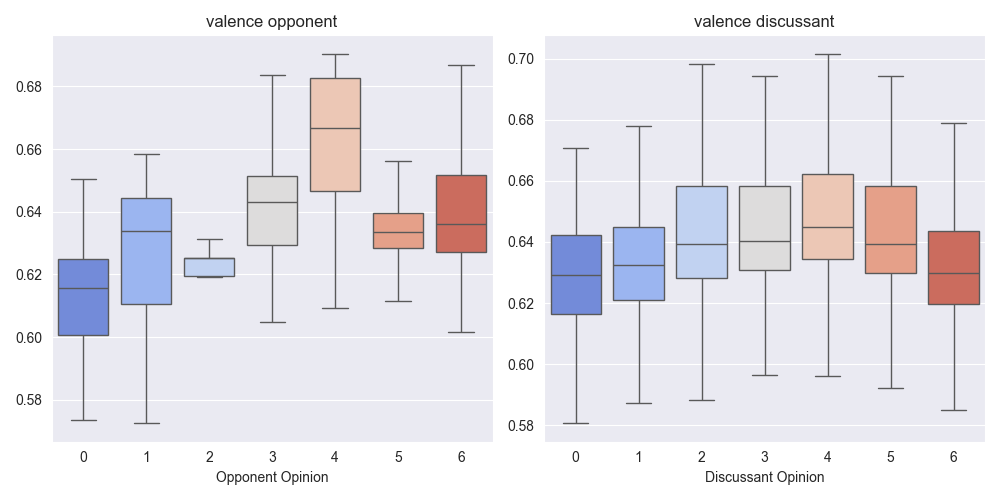 valence opponent
0.68
0.66
0.64
0.62
0.60
0.58
0 1 2 3 4 5 6
Opponent Opinion
valence discussant
0.70
0.68
0.66
0.64
0.62
0.60
0.58
0 1 2 3 4 5 6
Discussant Opinion